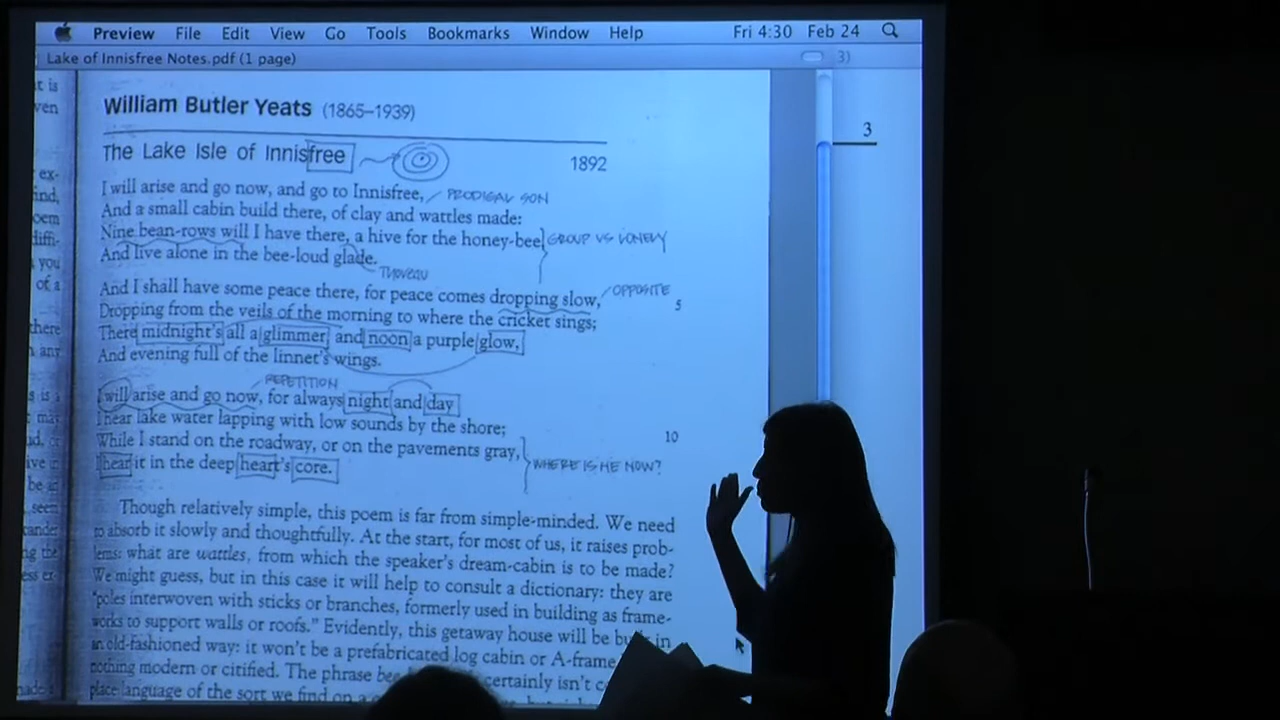 Preview File Edit View Go Tools Bookmarks Window Help Fri 4:30 Feb 24
Lake of Innisfree Notes.pdf (1 page)
3)
3
William Butler Yeats (1865–1939)
The Lake Isle of Innisfree
1892
I will arise and go now, and go to Innisfree,
PRODIGAL SON
And a small cabin build there, of clay and wattles made:
Nine bean-rows will I have there, a hive for the honey-bee
GROUP VS LONELY
And live alone in the bee-loud glade.
Thoreau
And I shall have some peace there, for peace comes dropping slow,
OPPOSITE
5
Dropping from the veils of the morning to where the cricket sings;
There midnight's all a glimmer and noon a purple glow,
And evening full of the linnet's wings.
REPETITION
I will arise and go now, for always night and day
I hear lake water lapping with low sounds by the shore;
10
While I stand on the roadway, or on the pavements gray,
I hear it in the deep heart's core.
WHERE IS HE NOW?
Though relatively simple, this poem is far from simple-minded. We need
to absorb it slowly and thoughtfully. At the start, for most of us, it raises prob-
lems: what are wattles, from which the speaker's dream-cabin is to be made?
We might guess, but in this case it will help to consult a dictionary: they are
"poles interwoven with sticks or branches, formerly used in building as frame-
works to support walls or roofs." Evidently, this getaway house will be built in
an old-fashioned way: it won't be a prefabricated log cabin or A-frame
nothing modern or citified. The phrase certainly isn't
place language of the sort we find on a